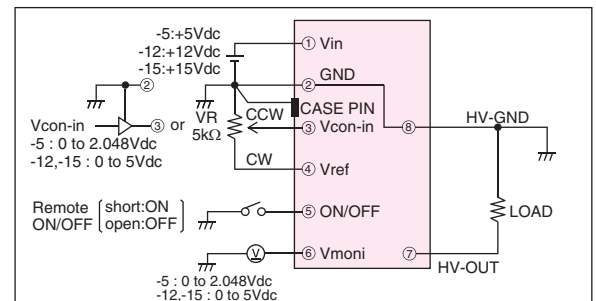 -5:+5Vdc
-12:+12Vdc
-15:+15Vdc
① Vin
② GND
CASE PIN
③ Vcon-in
④ Vref
⑤ ON/OFF
⑥ Vmoni
⑦
⑧
②
Vcon-in
③ or
-5 : 0 to 2.048Vdc
-12,-15 : 0 to 5Vdc
VR
5kΩ
CCW
CW
HV-GND
LOAD
HV-OUT
Remote ON/OFF
short:ON
open:OFF
V
-5 : 0 to 2.048Vdc
-12,-15 : 0 to 5Vdc